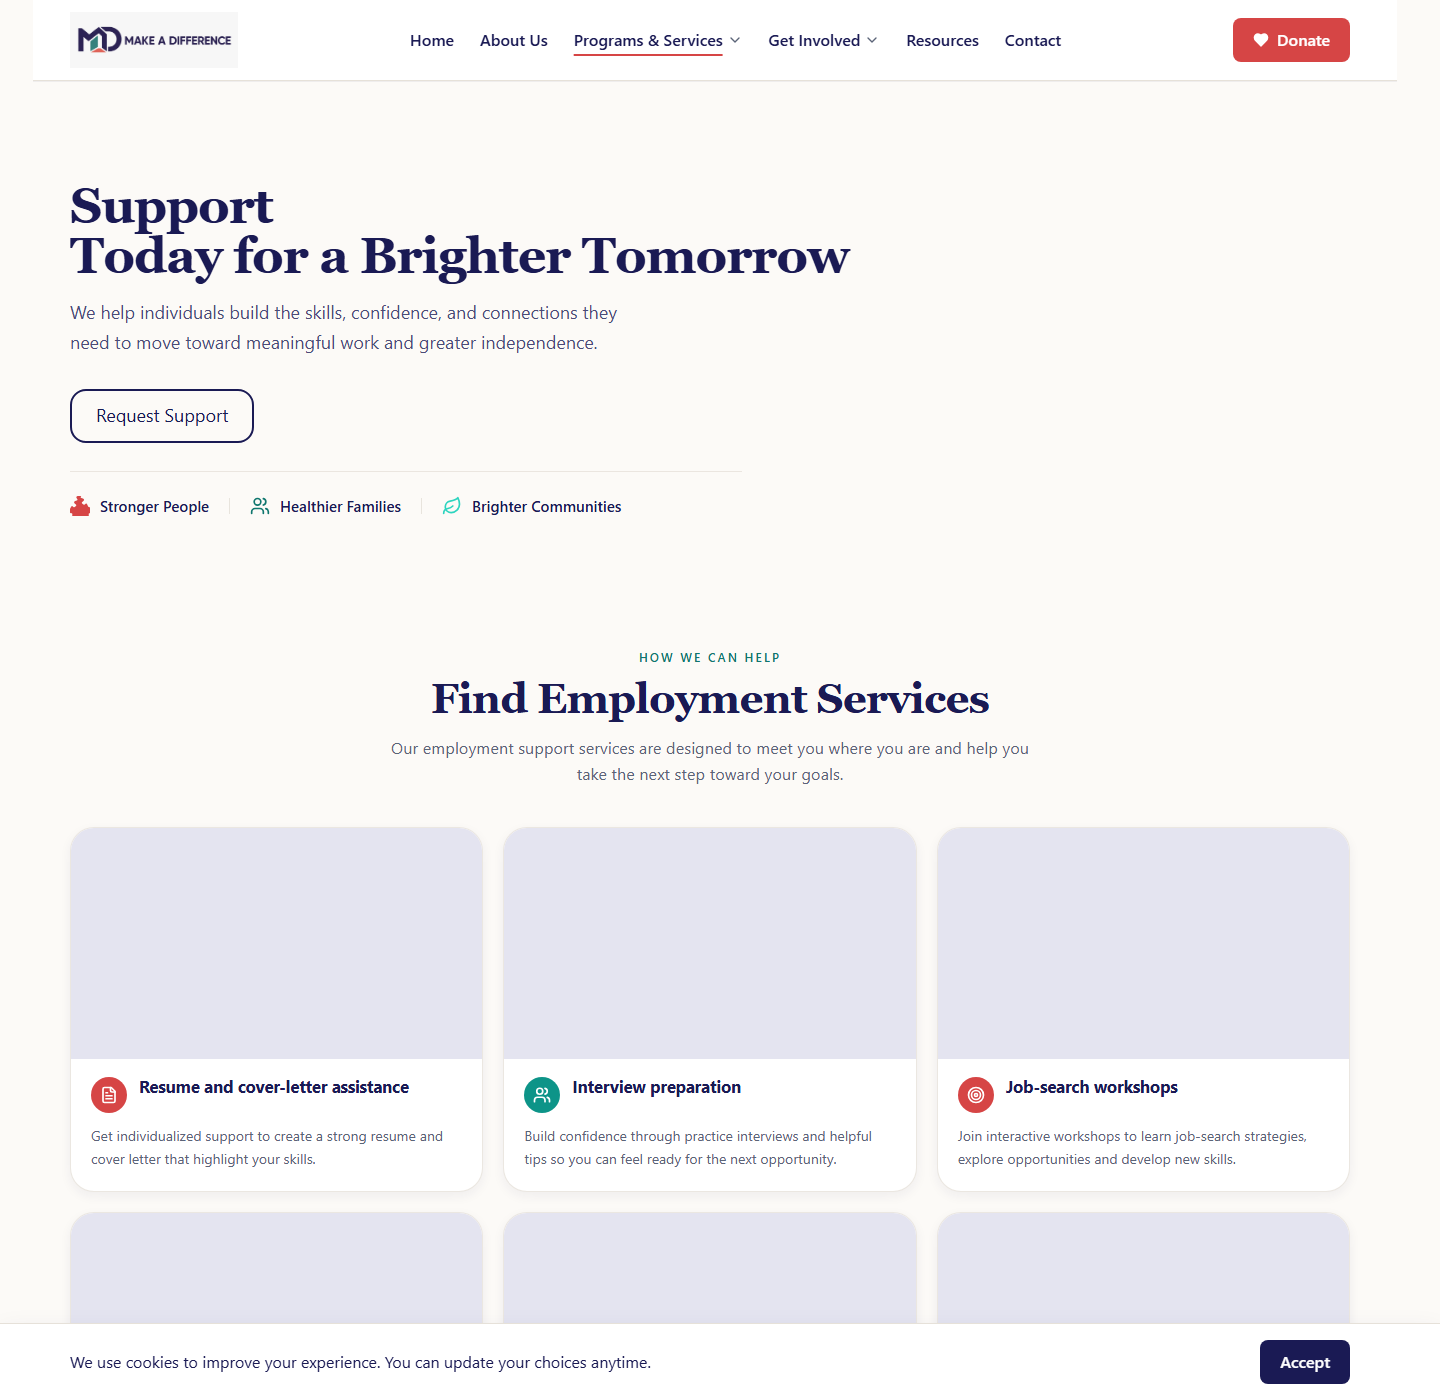 MD MAKE A DIFFERENCE
Home
About Us
Programs & Services
Get Involved
Resources
Contact
Donate
Support
Today for a Brighter Tomorrow
We help individuals build the skills, confidence, and connections they
need to move toward meaningful work and greater independence.
Request Support
Stronger People
Healthier Families
Brighter Communities
HOW WE CAN HELP
Find Employment Services
Our employment support services are designed to meet you where you are and help you
take the next step toward your goals.
Resume and cover-letter assistance
Get individualized support to create a strong resume and
cover letter that highlight your skills.
Interview preparation
Build confidence through practice interviews and helpful
tips so you can feel ready for the next opportunity.
Job-search workshops
Join interactive workshops to learn job-search strategies,
explore opportunities and develop new skills.
We use cookies to improve your experience. You can update your choices anytime.
Accept